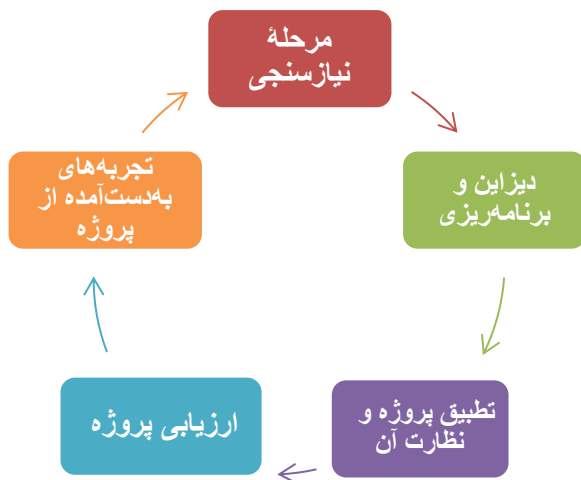 مرحلۀ
نیازسنجی
دیزاین و
برنامه‌ریزی
تطبیق پروژه و
نظارت آن
ارزیابی پروژه
تجربه‌های
به‌دست‌آمده از
پروژه